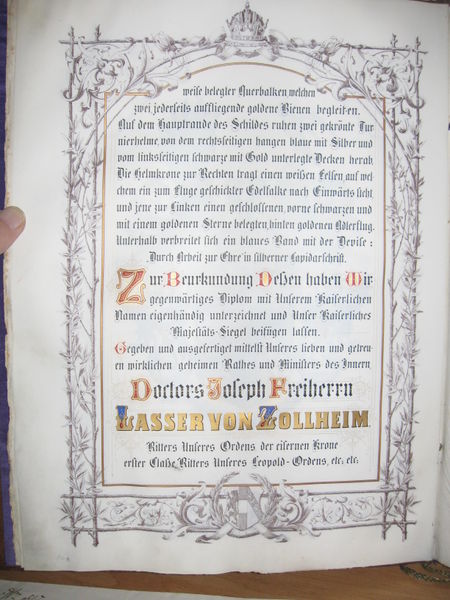 weise belegter Querbalken, welchen
zwei jederseits auffliegende goldene Bienen begleiten.
Auf dem Hauptrande des Schildes ruhen zwei gekrönte Tur
nierhelme, von dem rechtsseitigen hangen blaue mit Silber und
vom linksseitigen schwarze mit Gold unterlegte Decken herab.
Die Helmkrone zur Rechten tragt einen weißen Felsen, auf wel
chem ein zum Fluge geschickter Edelfalke nach Einwärts sieht
und jene zur Linken einen geschlossenen, vorne schwarzen und
mit einem goldenen Sterne belegten, hinten goldenen Adlerflug.
Unterhalb verbreitet sich ein blaues Band mit der Devise:
„Durch Arbeit zur Ehre" in silberner Lapidarschrift.
Zur Beurkundung Dessen haben Wir
gegenwärtiges Diplom mit Unserem Kaiserlichen
Namen eigenhändig unterzeichnet und Unser Kaiserliches
Majestäts-Siegel beifügen lassen.
Gegeben und ausgefertiget mittelst Unseres lieben und getreu-
en wirklichen geheimen Rathes und Ministers des Innern,
Doctors Joseph Freiherrn
LASSER VON ZOLLHEIM,
Ritters Unseres Ordens der eisernen Krone
erster Classe, Ritters Unseres Leopold-Ordens, etc. etc.